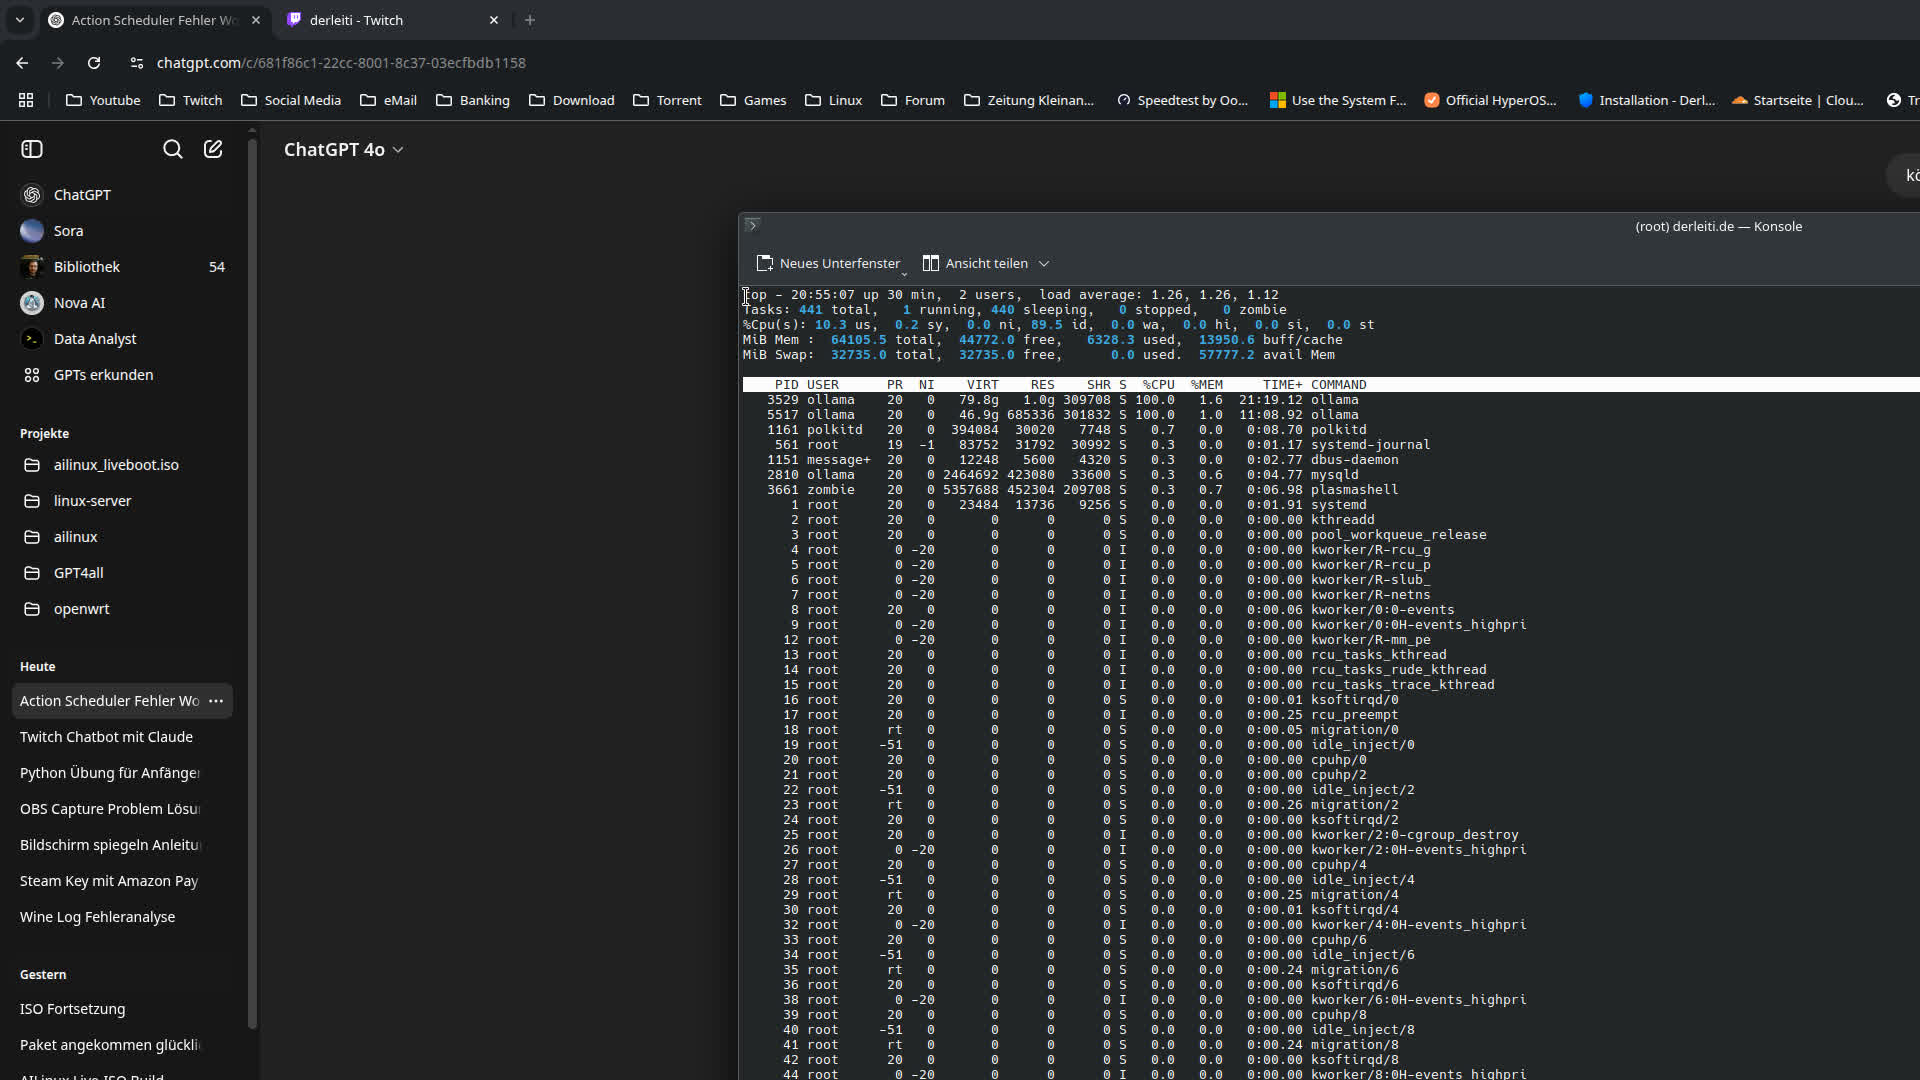 Action Scheduler Fehler Wo
derleiti - Twitch
chatgpt.com/c/681f86c1-22cc-8001-8c37-03ecfbdb1158
Youtube Twitch Social Media eMail Banking Download Torrent Games Linux Forum Zeitung Kleinan... Speedtest by Oo... Use the System F... Official HyperOS... Installation - Derl... Startseite | Clou... Tr
ChatGPT 4o
kö
ChatGPT
Sora
Bibliothek 54
Nova AI
Data Analyst
GPTs erkunden
Projekte
ailinux_liveboot.iso
linux-server
ailinux
GPT4all
openwrt
Heute
Action Scheduler Fehler Wo
Twitch Chatbot mit Claude
Python Übung für Anfänger
OBS Capture Problem Lösu
Bildschirm spiegeln Anleitu
Steam Key mit Amazon Pay
Wine Log Fehleranalyse
Gestern
ISO Fortsetzung
Paket angekommen glückli
AILinux Live ISO Build
(root) derleiti.de — Konsole
Neues Unterfenster Ansicht teilen
top - 20:55:07 up 30 min, 2 users, load average: 1.26, 1.26, 1.12
Tasks: 441 total, 1 running, 440 sleeping, 0 stopped, 0 zombie
%Cpu(s): 10.3 us, 0.2 sy, 0.0 ni, 89.5 id, 0.0 wa, 0.0 hi, 0.0 si, 0.0 st
MiB Mem : 64105.5 total, 44772.0 free, 6328.3 used, 13950.6 buff/cache
MiB Swap: 32735.0 total, 32735.0 free, 0.0 used. 57777.2 avail Mem
PID USER PR NI VIRT RES SHR S %CPU %MEM TIME+ COMMAND
3529 ollama 20 0 79.8g 1.0g 309708 S 100.0 1.6 21:19.12 ollama
5517 ollama 20 0 46.9g 685336 301832 S 100.0 1.0 11:08.92 ollama
1161 polkitd 20 0 394084 30020 7748 S 0.7 0.0 0:08.70 polkitd
561 root 19 -1 83752 31792 30992 S 0.3 0.0 0:01.17 systemd-journal
1151 message+ 20 0 12248 5600 4320 S 0.3 0.0 0:02.77 dbus-daemon
2810 ollama 20 0 2464692 423080 33600 S 0.3 0.6 0:04.77 mysqld
3661 zombie 20 0 5357688 452304 209708 S 0.3 0.7 0:06.98 plasmashell
1 root 20 0 23484 13736 9256 S 0.0 0.0 0:01.91 systemd
2 root 20 0 0 0 0 S 0.0 0.0 0:00.00 kthreadd
3 root 20 0 0 0 0 S 0.0 0.0 0:00.00 pool_workqueue_release
4 root 0 -20 0 0 0 I 0.0 0.0 0:00.00 kworker/R-rcu_g
5 root 0 -20 0 0 0 I 0.0 0.0 0:00.00 kworker/R-rcu_p
6 root 0 -20 0 0 0 I 0.0 0.0 0:00.00 kworker/R-slub_
7 root 0 -20 0 0 0 I 0.0 0.0 0:00.00 kworker/R-netns
8 root 20 0 0 0 0 I 0.0 0.0 0:00.06 kworker/0:0-events
9 root 0 -20 0 0 0 I 0.0 0.0 0:00.00 kworker/0:0H-events_highpri
12 root 0 -20 0 0 0 I 0.0 0.0 0:00.00 kworker/R-mm_pe
13 root 20 0 0 0 0 I 0.0 0.0 0:00.00 rcu_tasks_kthread
14 root 20 0 0 0 0 I 0.0 0.0 0:00.00 rcu_tasks_rude_kthread
15 root 20 0 0 0 0 I 0.0 0.0 0:00.00 rcu_tasks_trace_kthread
16 root 20 0 0 0 0 S 0.0 0.0 0:00.01 ksoftirqd/0
17 root 20 0 0 0 0 I 0.0 0.0 0:00.25 rcu_preempt
18 root rt 0 0 0 0 S 0.0 0.0 0:00.05 migration/0
19 root -51 0 0 0 0 S 0.0 0.0 0:00.00 idle_inject/0
20 root 20 0 0 0 0 S 0.0 0.0 0:00.00 cpuhp/0
21 root 20 0 0 0 0 S 0.0 0.0 0:00.00 cpuhp/2
22 root -51 0 0 0 0 S 0.0 0.0 0:00.00 idle_inject/2
23 root rt 0 0 0 0 S 0.0 0.0 0:00.26 migration/2
24 root 20 0 0 0 0 S 0.0 0.0 0:00.00 ksoftirqd/2
25 root 20 0 0 0 0 I 0.0 0.0 0:00.00 kworker/2:0-cgroup_destroy
26 root 0 -20 0 0 0 I 0.0 0.0 0:00.00 kworker/2:0H-events_highpri
27 root 20 0 0 0 0 S 0.0 0.0 0:00.00 cpuhp/4
28 root -51 0 0 0 0 S 0.0 0.0 0:00.00 idle_inject/4
29 root rt 0 0 0 0 S 0.0 0.0 0:00.25 migration/4
30 root 20 0 0 0 0 S 0.0 0.0 0:00.01 ksoftirqd/4
32 root 0 -20 0 0 0 I 0.0 0.0 0:00.00 kworker/4:0H-events_highpri
33 root 20 0 0 0 0 S 0.0 0.0 0:00.00 cpuhp/6
34 root -51 0 0 0 0 S 0.0 0.0 0:00.00 idle_inject/6
35 root rt 0 0 0 0 S 0.0 0.0 0:00.24 migration/6
36 root 20 0 0 0 0 S 0.0 0.0 0:00.00 ksoftirqd/6
38 root 0 -20 0 0 0 I 0.0 0.0 0:00.00 kworker/6:0H-events_highpri
39 root 20 0 0 0 0 S 0.0 0.0 0:00.00 cpuhp/8
40 root -51 0 0 0 0 S 0.0 0.0 0:00.00 idle_inject/8
41 root rt 0 0 0 0 S 0.0 0.0 0:00.24 migration/8
42 root 20 0 0 0 0 S 0.0 0.0 0:00.00 ksoftirqd/8
44 root 0 -20 0 0 0 I 0.0 0.0 0:00.00 kworker/8:0H-events_highpri